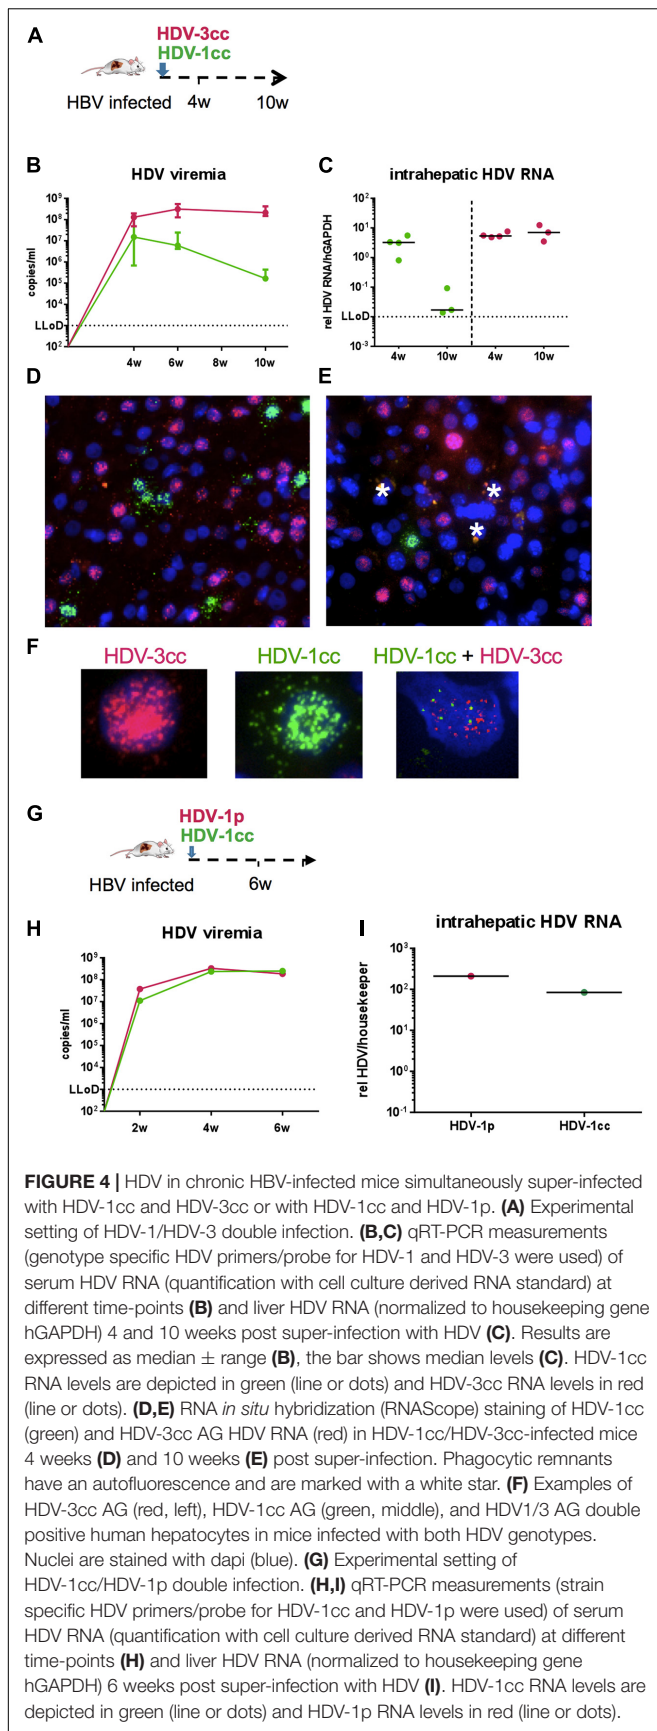 A
HDV-3cc
HDV-1cc
HBV infected
4w
10w
B
HDV viremia
copies/ml
10⁹
10⁸
10⁷
10⁶
10⁵
10⁴
10³
LLoD
10²
4w 6w 8w 10w
C
intrahepatic HDV RNA
rel HDV RNA/hGAPDH
10²
10¹
10⁰
10⁻¹
LLoD
10⁻²
10⁻³
4w 10w 4w 10w
D
E
*
*
*
F
HDV-3cc
HDV-1cc
HDV-1cc + HDV-3cc
G
HDV-1p
HDV-1cc
HBV infected
6w
H
HDV viremia
copies/ml
10⁹
10⁸
10⁷
10⁶
10⁵
10⁴
LLoD
10²
2w 4w 6w
I
intrahepatic HDV RNA
rel HDV/housekeeper
10³
10²
10¹
10⁰
10⁻¹
HDV-1p HDV-1cc
FIGURE 4 | HDV in chronic HBV-infected mice simultaneously super-infected
with HDV-1cc and HDV-3cc or with HDV-1cc and HDV-1p. (A) Experimental
setting of HDV-1/HDV-3 double infection. (B,C) qRT-PCR measurements
(genotype specific HDV primers/probe for HDV-1 and HDV-3 were used) of
serum HDV RNA (quantification with cell culture derived RNA standard) at
different time-points (B) and liver HDV RNA (normalized to housekeeping gene
hGAPDH) 4 and 10 weeks post super-infection with HDV (C). Results are
expressed as median ± range (B), the bar shows median levels (C). HDV-1cc
RNA levels are depicted in green (line or dots) and HDV-3cc RNA levels in red
(line or dots). (D,E) RNA in situ hybridization (RNAScope) staining of HDV-1cc
(green) and HDV-3cc AG HDV RNA (red) in HDV-1cc/HDV-3cc-infected mice
4 weeks (D) and 10 weeks (E) post super-infection. Phagocytic remnants
have an autofluorescence and are marked with a white star. (F) Examples of
HDV-3cc AG (red, left), HDV-1cc AG (green, middle), and HDV1/3 AG double
positive human hepatocytes in mice infected with both HDV genotypes.
Nuclei are stained with dapi (blue). (G) Experimental setting of
HDV-1cc/HDV-1p double infection. (H,I) qRT-PCR measurements (strain
specific HDV primers/probe for HDV-1cc and HDV-1p were used) of serum
HDV RNA (quantification with cell culture derived RNA standard) at different
time-points (H) and liver HDV RNA (normalized to housekeeping gene
hGAPDH) 6 weeks post super-infection with HDV (I). HDV-1cc RNA levels are
depicted in green (line or dots) and HDV-1p RNA levels in red (line or dots).